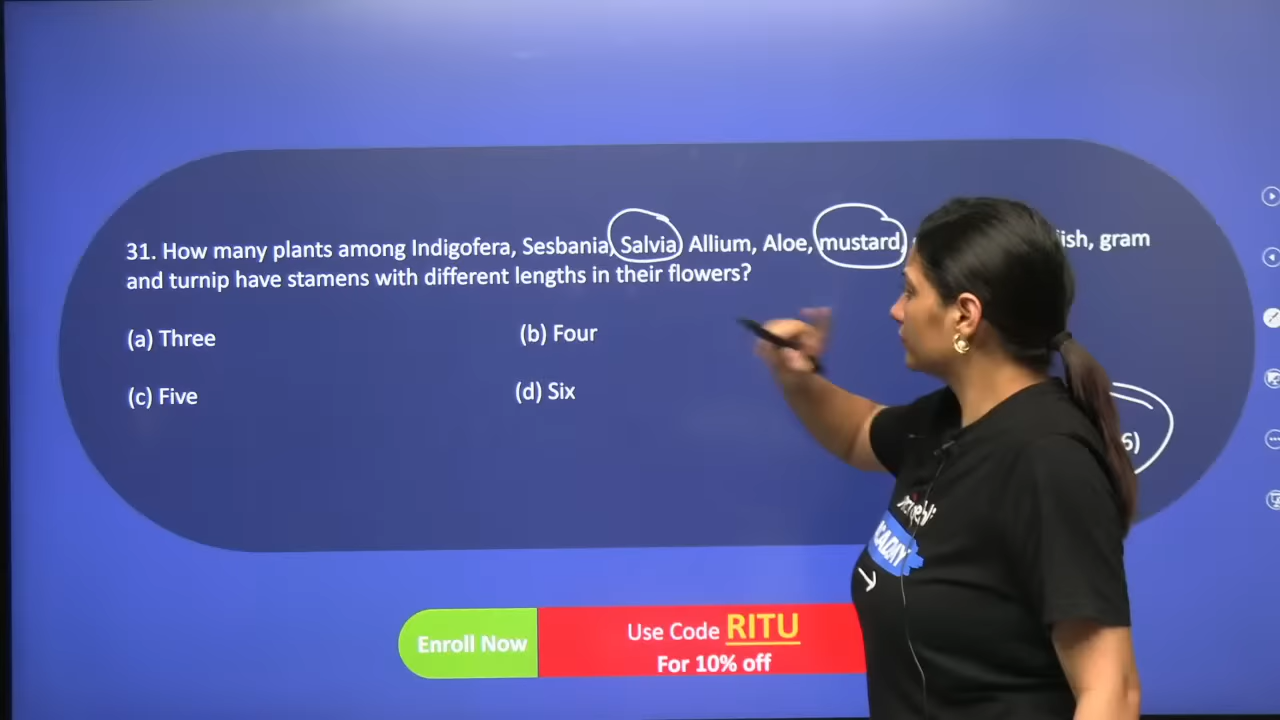 31. How many plants among Indigofera, Sesbania, Salvia, Allium, Aloe, mustard, gram
and turnip have stamens with different lengths in their flowers?
(a) Three
(b) Four
(c) Five
(d) Six
6)
Enroll Now
Use Code RITU
For 10% off